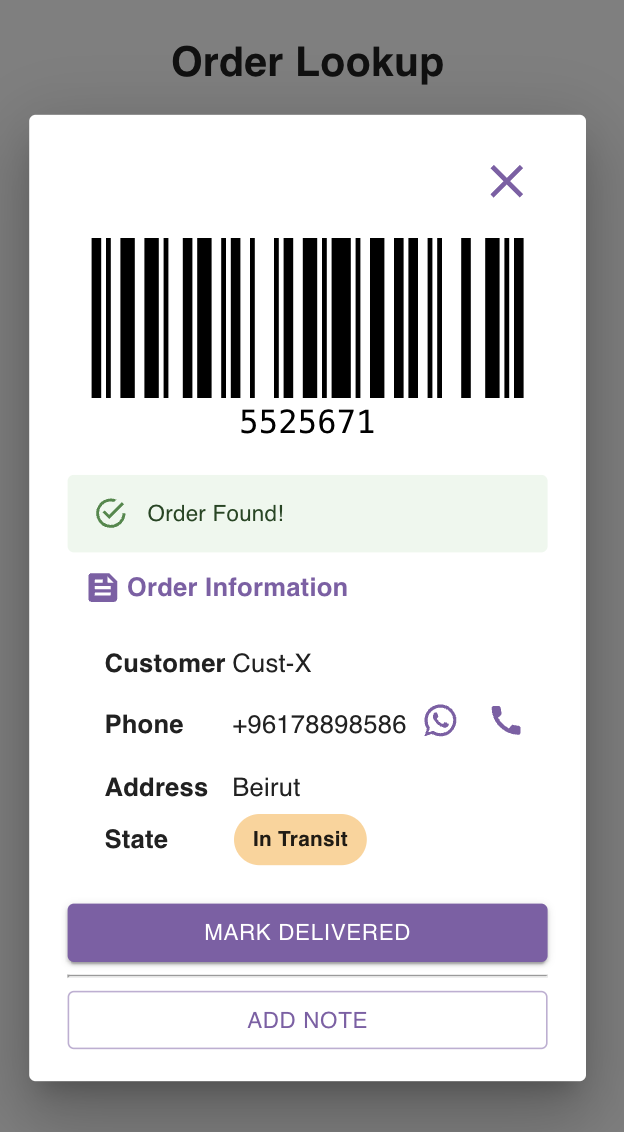 Order Lookup
5525671
Order Found!
Order Information
Customer Cust-X
Phone +96178898586
Address Beirut
State In Transit
MARK DELIVERED
ADD NOTE